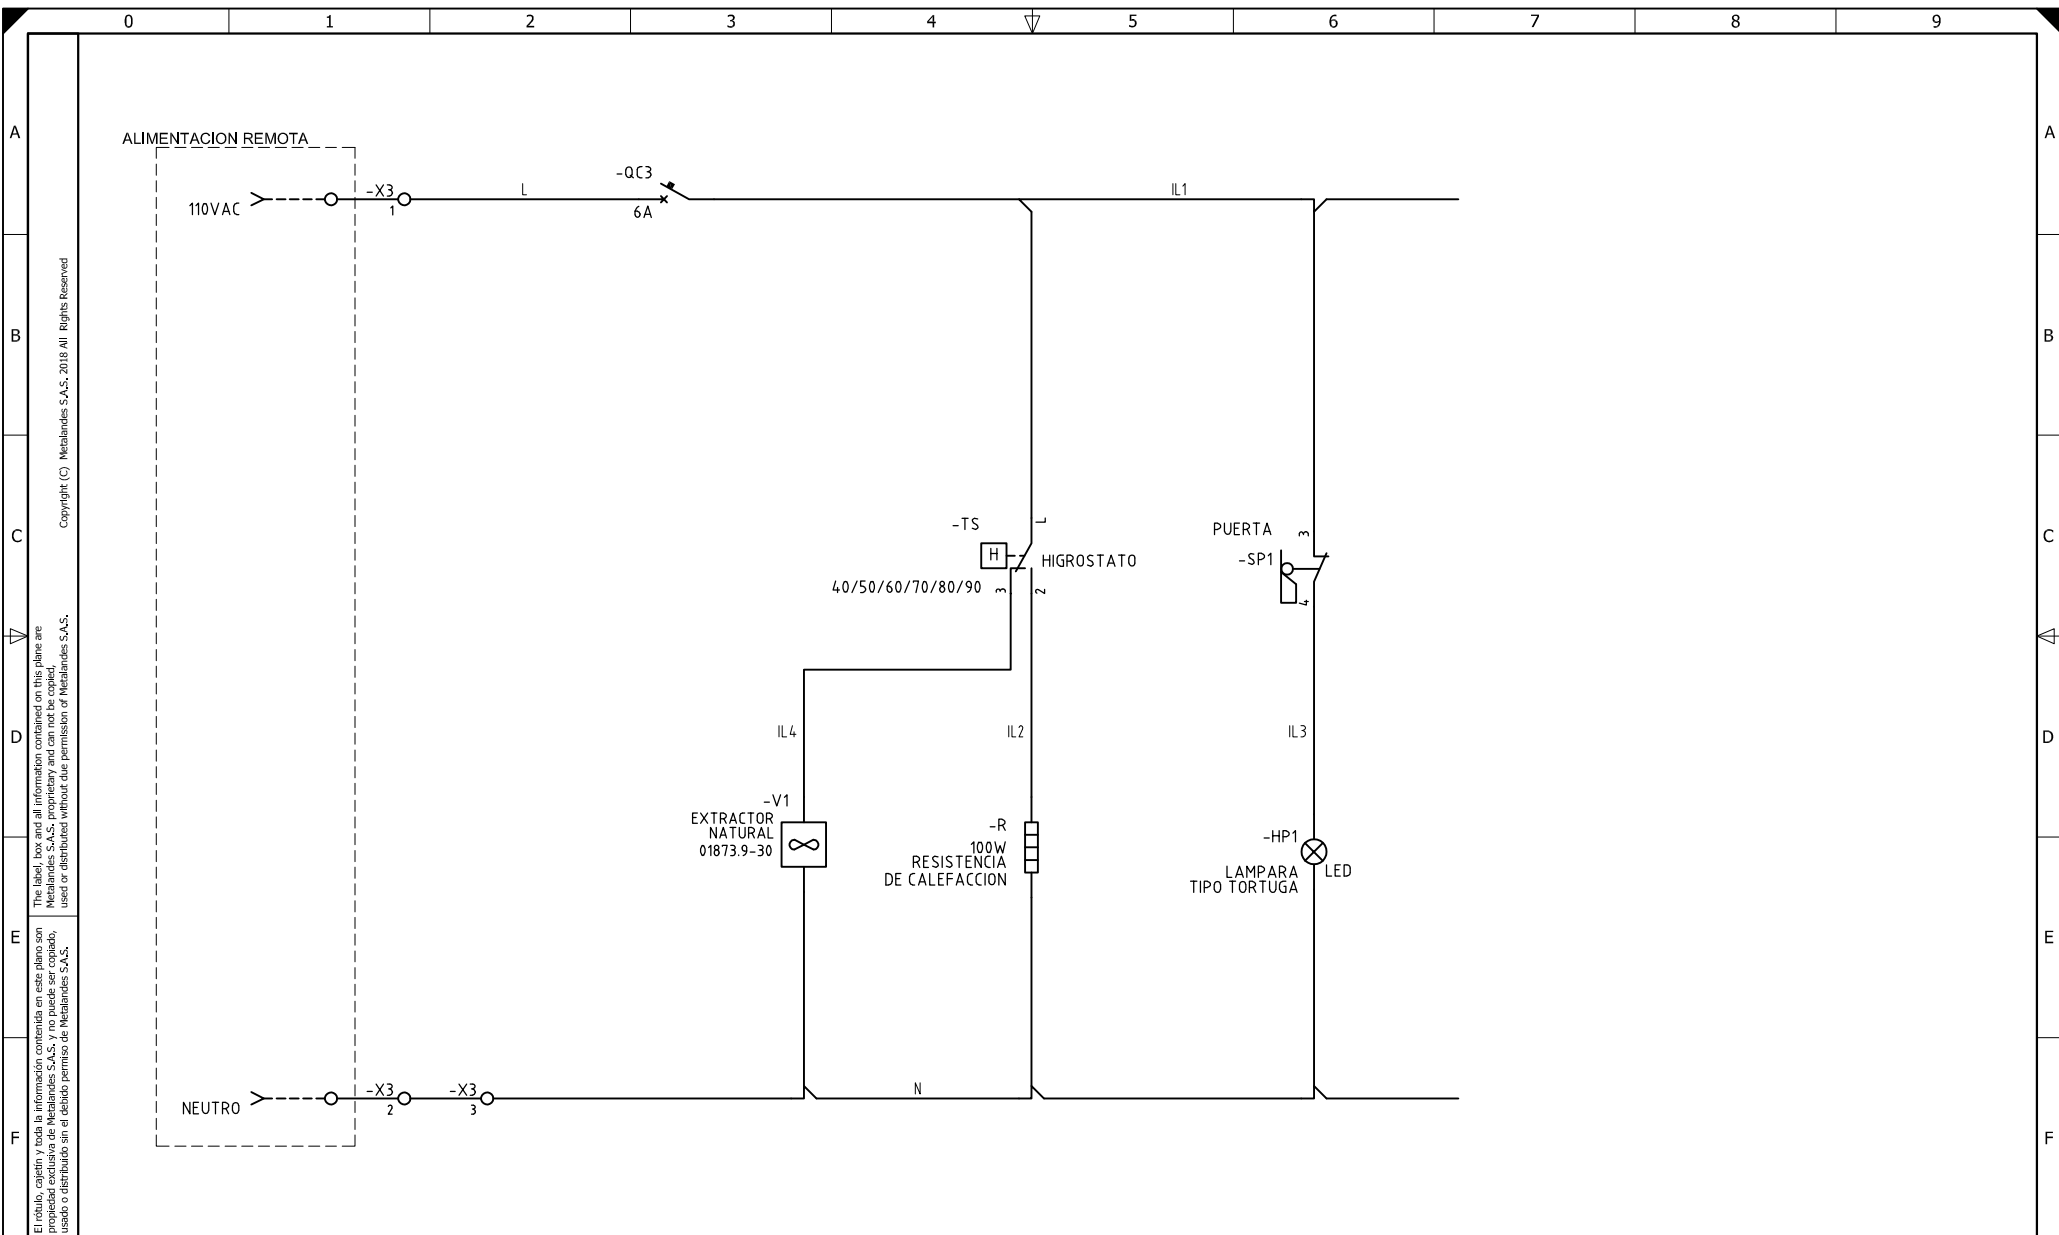 0 1 2 3 4 5 6 7 8 9
A A
B B
C C
D D
E E
F F
ALIMENTACION REMOTA
110VAC
-X3
1
L
-QC3
6A
IL1
-TS
L
H
HIGROSTATO
40/50/60/70/80/90
3
2
PUERTA
3
-SP1
4
IL4
IL2
IL3
-V1
EXTRACTOR
NATURAL
01873.9-30
-R
100W
RESISTENCIA
DE CALEFACCION
-HP1
LED
LAMPARA
TIPO TORTUGA
NEUTRO
-X3
2
-X3
3
N
Copyright (C) Metalandes S.A.S. 2018 All Rights Reserved
The label, box and all information contained on this plane are
Metalandes S.A.S. proprietary and can not be copied,
used or distributed without due permission of Metalandes S.A.S.
El rótulo, cajetín y toda la información contenida en este plano son
propiedad exclusiva de Metalandes S.A.S. y no puede ser copiado,
usado o distribuido sin el debido permiso de Metalandes S.A.S.